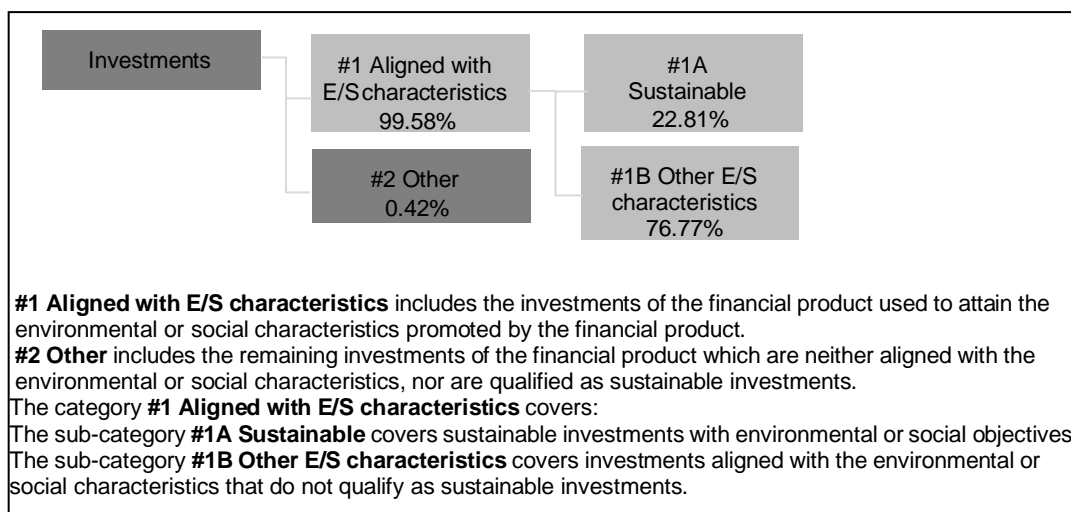 Investments
#1 Aligned with
E/S characteristics
99.58%
#2 Other
0.42%
#1A
Sustainable
22.81%
#1B Other E/S
characteristics
76.77%
#1 Aligned with E/S characteristics includes the investments of the financial product used to attain the
environmental or social characteristics promoted by the financial product.
#2 Other includes the remaining investments of the financial product which are neither aligned with the
environmental or social characteristics, nor are qualified as sustainable investments.
The category #1 Aligned with E/S characteristics covers:
The sub-category #1A Sustainable covers sustainable investments with environmental or social objectives
The sub-category #1B Other E/S characteristics covers investments aligned with the environmental or
social characteristics that do not qualify as sustainable investments.